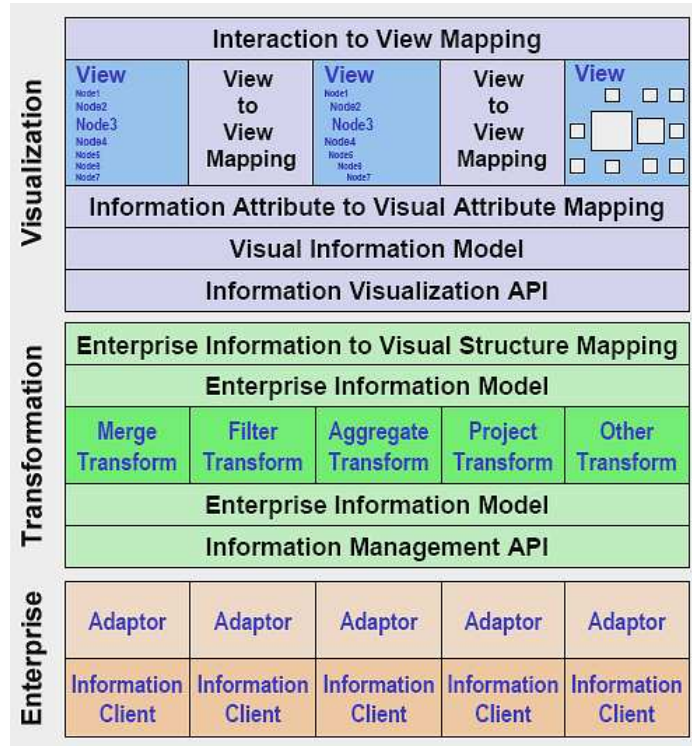 Visualization
Interaction to View Mapping
View
Node1
Node2
Node3
Node4
Node5
Node6
Node7
View
to
View
Mapping
View
Node1
Node2
Node3
Node4
Node5
Node6
Node7
View
to
View
Mapping
View
Information Attribute to Visual Attribute Mapping
Visual Information Model
Information Visualization API
Transformation
Enterprise Information to Visual Structure Mapping
Enterprise Information Model
Merge
Transform
Filter
Transform
Aggregate
Transform
Project
Transform
Other
Transform
Enterprise Information Model
Information Management API
Enterprise
Adaptor
Adaptor
Adaptor
Adaptor
Adaptor
Information
Client
Information
Client
Information
Client
Information
Client
Information
Client